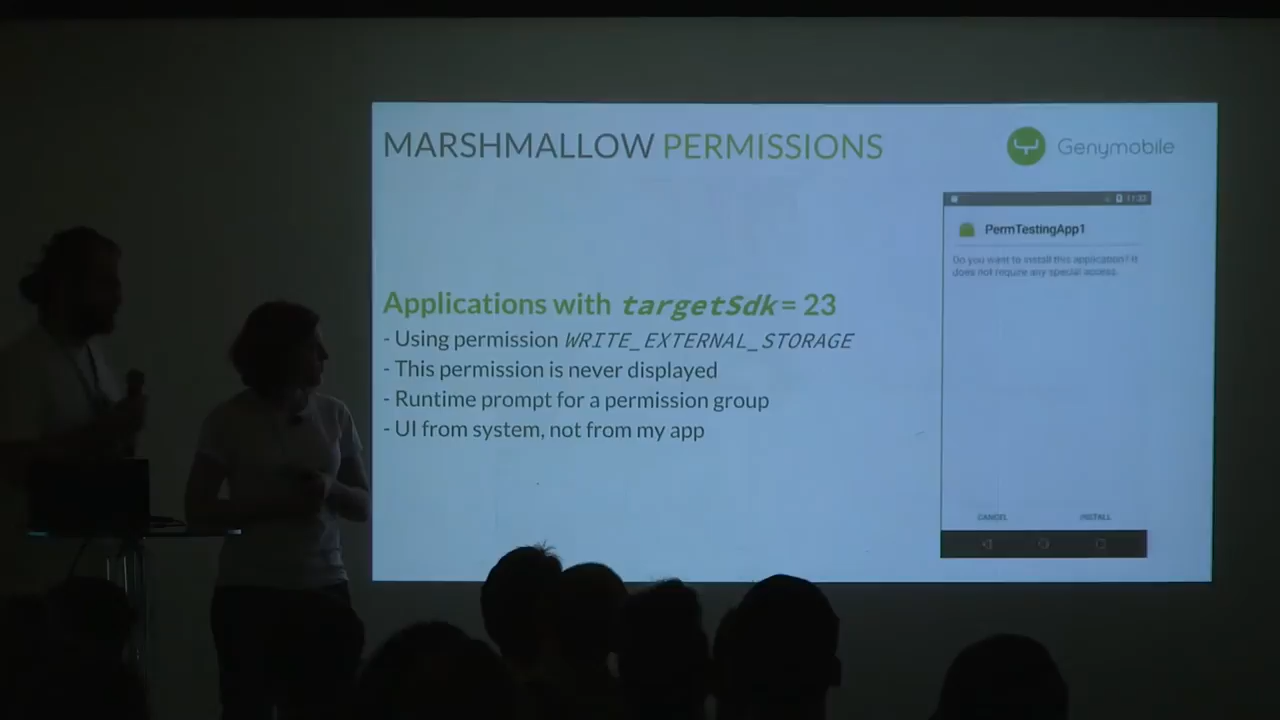 MARSHMALLOW PERMISSIONS
Genymobile
11:33
PermTestingApp1
Do you want to install this application? It
does not require any special access.
Applications with targetSdk = 23
- Using permission WRITE_EXTERNAL_STORAGE
- This permission is never displayed
- Runtime prompt for a permission group
- UI from system, not from my app
CANCEL
INSTALL